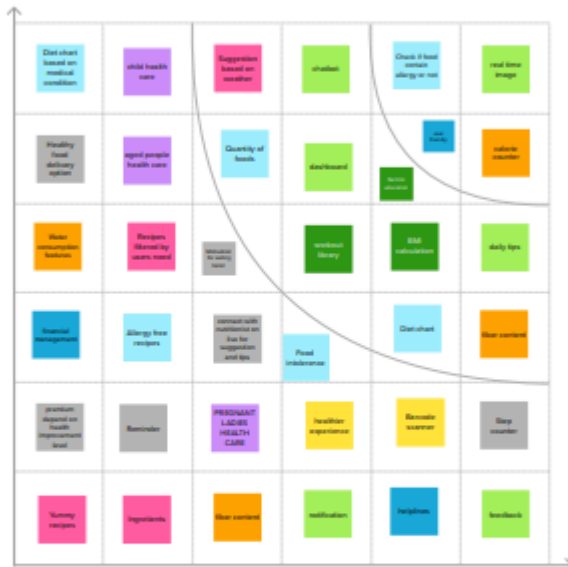 Diet chart
based on
medical
condition
child health
care
Suggestion
based on
weather
chatbot
Check if food
contain
allergy or not
real time
image
Healthy
food
delivery
option
aged people
health care
Quantity of
foods
dashboard
calorie
counter
Water
consumption
features
Recipes
filtered by
users need
workout
library
BMI
calculation
daily tips
financial
management
Allergy free
recipes
connect with
nutritionist on
live for
suggestion
and tips
Food
intolerance
Diet chart
fiber content
premium
depend on
health
improvement
level
Reminder
PREGNANT
LADIES
HEALTH
CARE
healthier
experience
Barcode
scanner
Step
counter
Yummy
recipes
ingredients
fiber content
notification
helplines
feedback